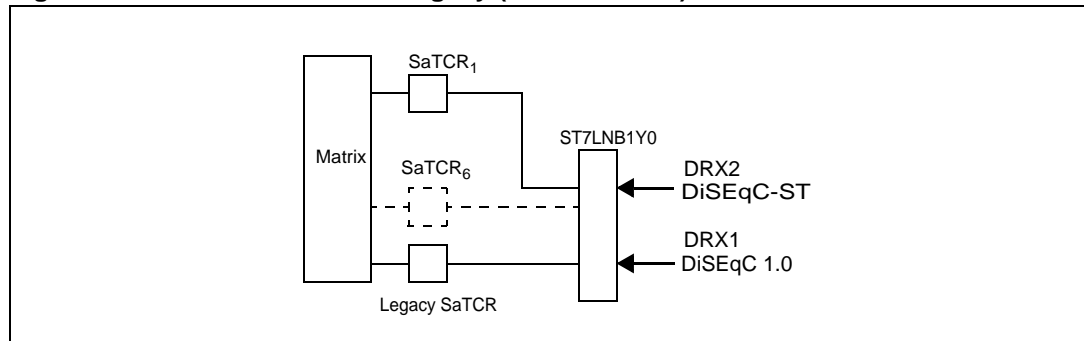 SaTCR1
ST7LNB1Y0
Matrix
SaTCR6
DRX2
DiSEqC-ST
DRX1
DiSEqC 1.0
Legacy SaTCR